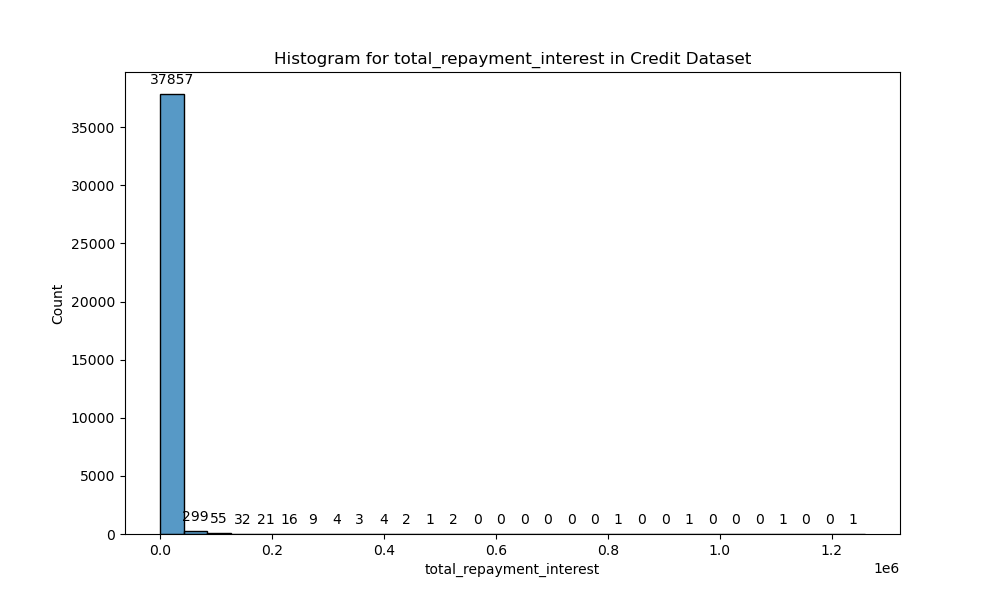 Histogram for total_repayment_interest in Credit Dataset
37857
35000
30000
25000
20000
15000
10000
5000
0
Count
299 55 32 21 16 9 4 3 4 2 1 2 0 0 0 0 0 0 1 0 0 1 0 0 0 1 0 0 1
0.0 0.2 0.4 0.6 0.8 1.0 1.2
1e6
total_repayment_interest